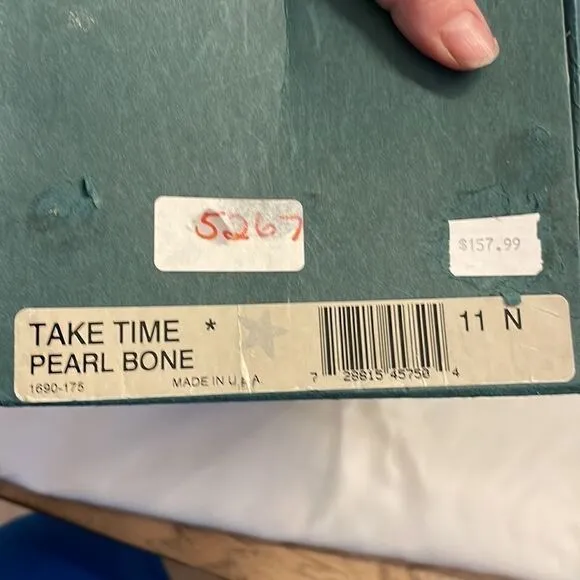 5267
$157.99
TAKE TIME *
PEARL BONE
1690-175
MADE IN U.S.A
7 28815 45750 4
11 N